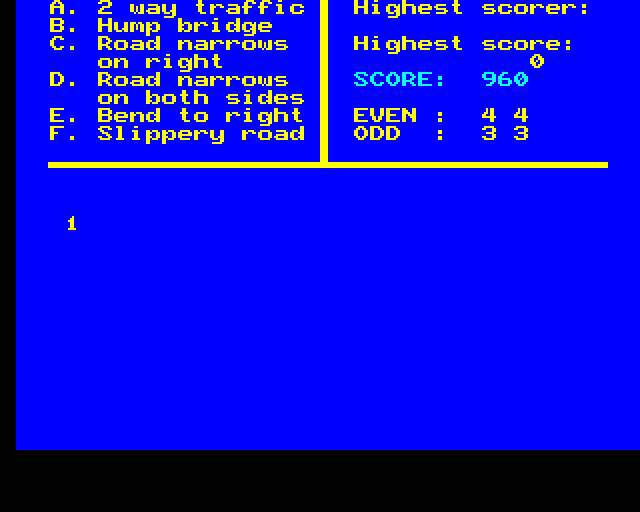 A. 2 way traffic
B. Hump bridge
C. Road narrows
on right
D. Road narrows
on both sides
E. Bend to right
F. Slippery road
Highest scorer:
Highest score:
0
SCORE: 960
EVEN : 4 4
ODD : 3 3
1